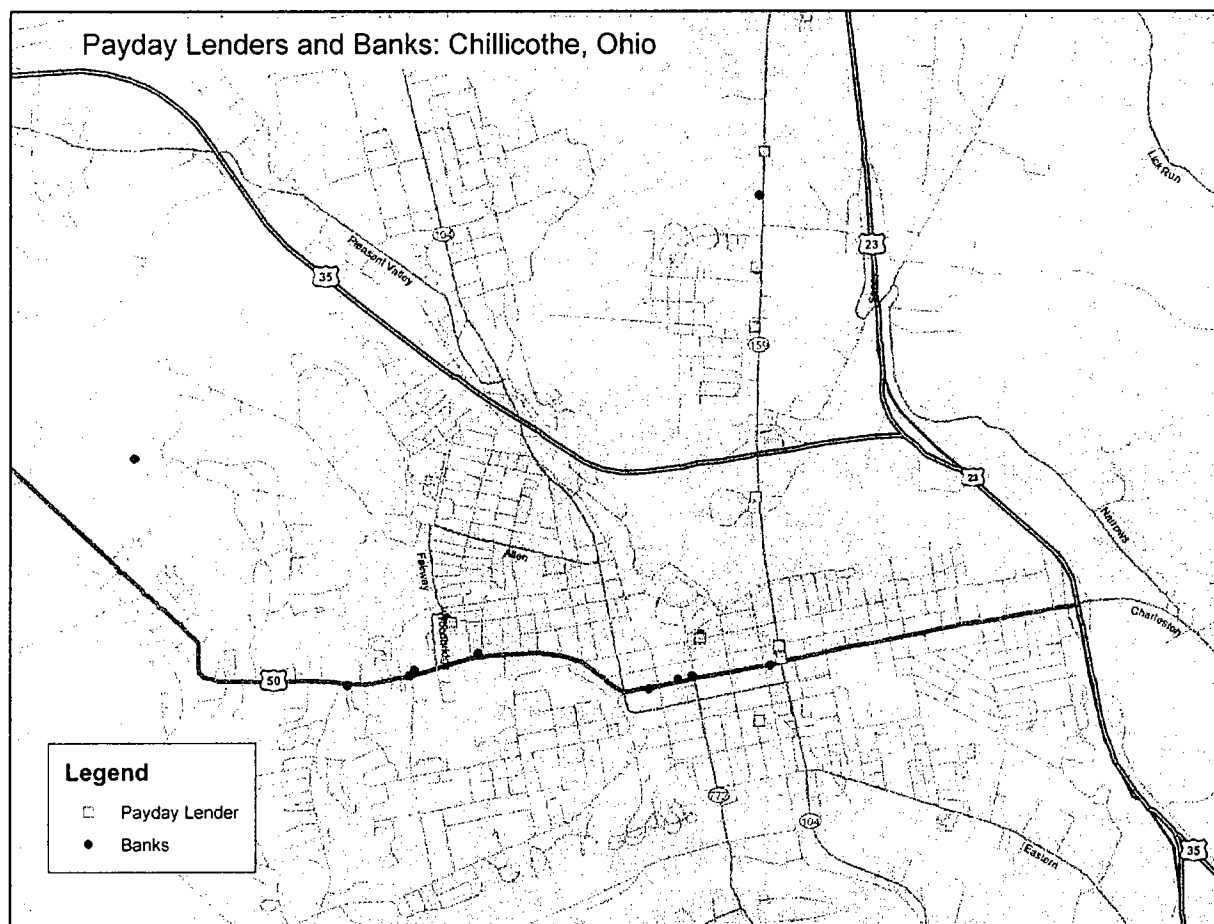 Payday Lenders and Banks: Chillicothe, Ohio
Lick Run
104
23
Pleasant Valley
35
159
23
Narrows
Allen
Fairway
Charleston
50
Legend
Payday Lender
Banks
772
104
Eastern
35